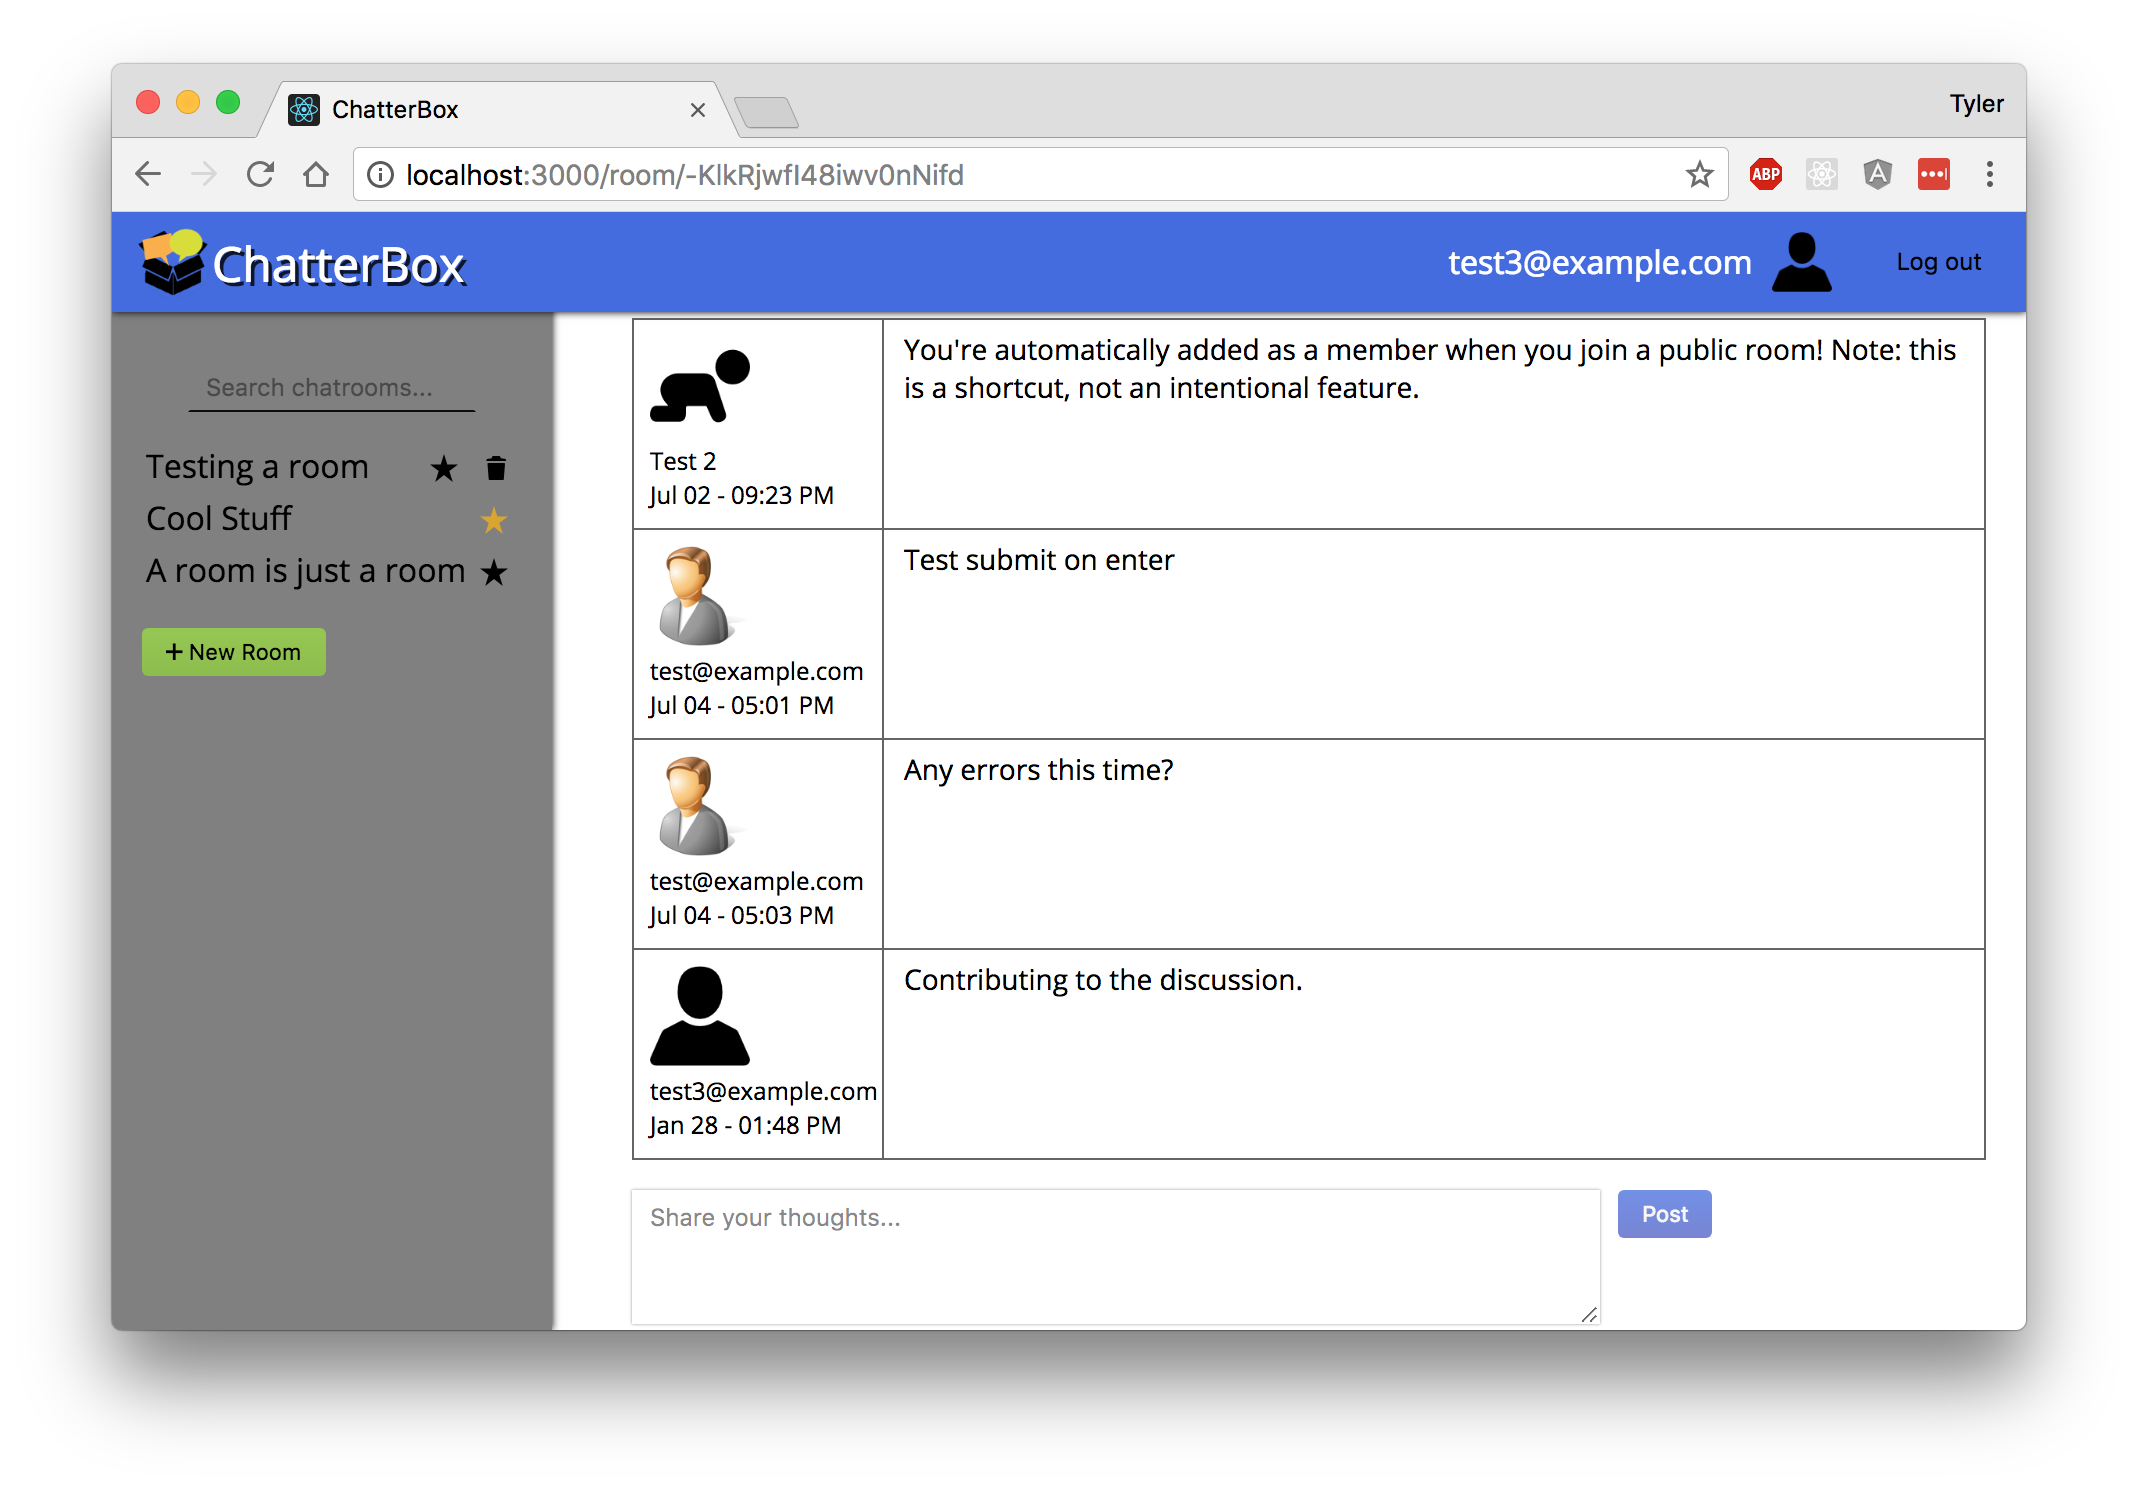 ChatterBox
Tyler
localhost:3000/room/-KlkRjwfI48iwv0nNifd
ABP
A
ChatterBox
test3@example.com
Log out
Search chatrooms...
Testing a room
Cool Stuff
A room is just a room
+ New Room
You're automatically added as a member when you join a public room! Note: this
is a shortcut, not an intentional feature.
Test 2
Jul 02 - 09:23 PM
Test submit on enter
test@example.com
Jul 04 - 05:01 PM
Any errors this time?
test@example.com
Jul 04 - 05:03 PM
Contributing to the discussion.
test3@example.com
Jan 28 - 01:48 PM
Share your thoughts...
Post